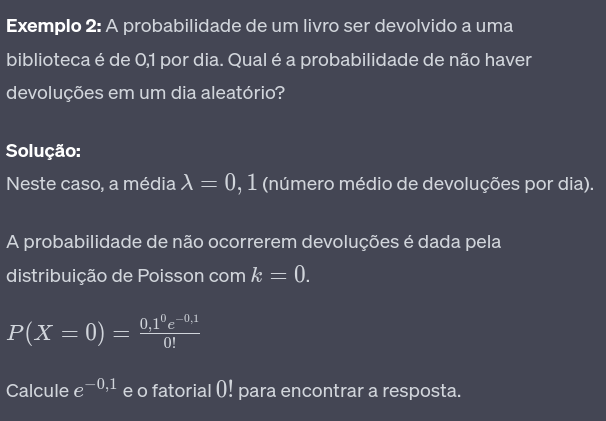 Exemplo 2: A probabilidade de um livro ser devolvido a uma
biblioteca é de 0,1 por dia. Qual é a probabilidade de não haver
devoluções em um dia aleatório?
Solução:
Neste caso, a média λ = 0, 1 (número médio de devoluções por dia).
A probabilidade de não ocorrerem devoluções é dada pela
distribuição de Poisson com k = 0.
P(X = 0) = \frac{0,1^0 e^{-0,1}}{0!}
Calcule e^{-0,1} e o fatorial 0! para encontrar a resposta.